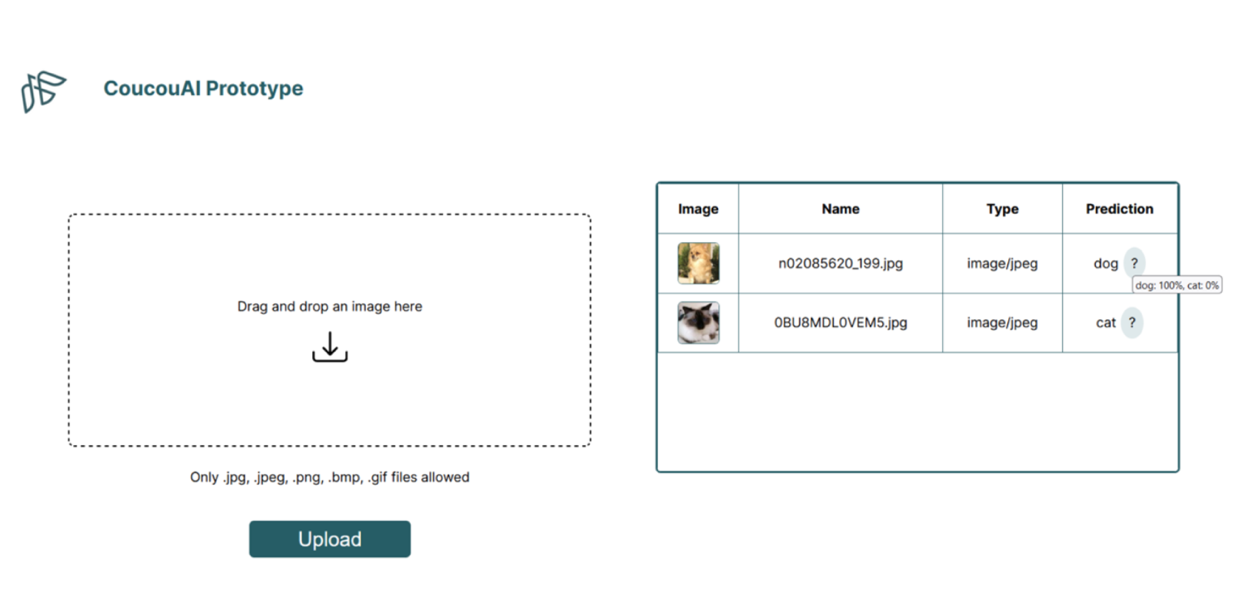 CoucouAI Prototype
Drag and drop an image here
Only .jpg, .jpeg, .png, .bmp, .gif files allowed
Upload
Image Name Type Prediction
n02085620_199.jpg image/jpeg dog ?
dog: 100%, cat: 0%
0BU8MDL0VEM5.jpg image/jpeg cat ?